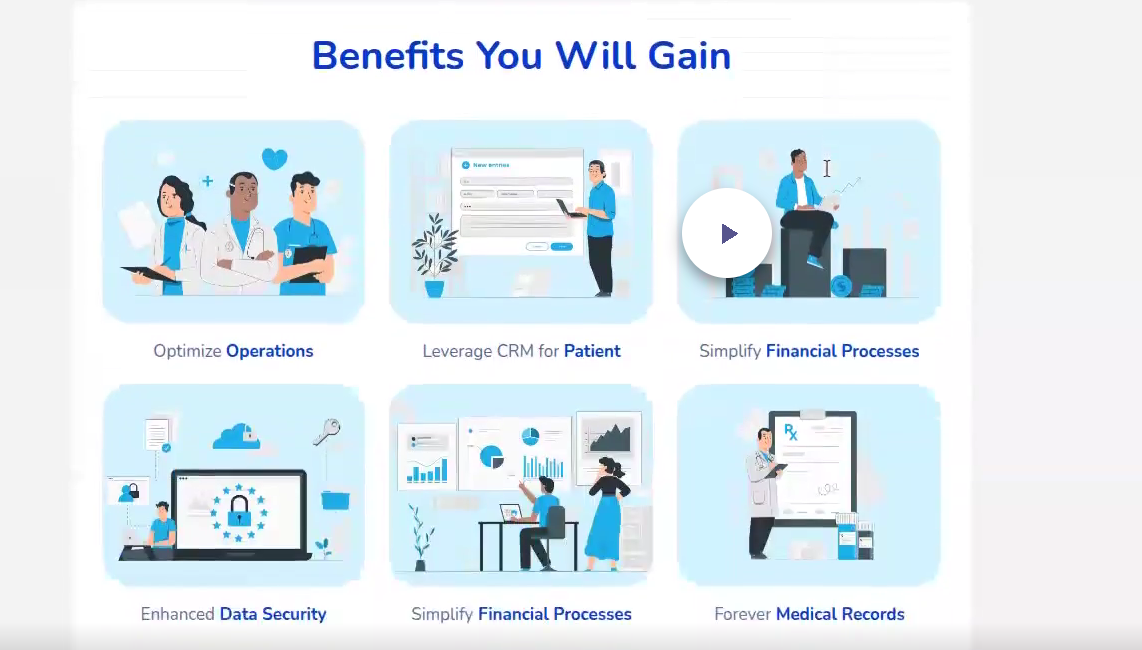 Benefits You Will Gain
New entries
Optimize Operations
Leverage CRM for Patient
Simplify Financial Processes
Rx
Enhanced Data Security
Simplify Financial Processes
Forever Medical Records